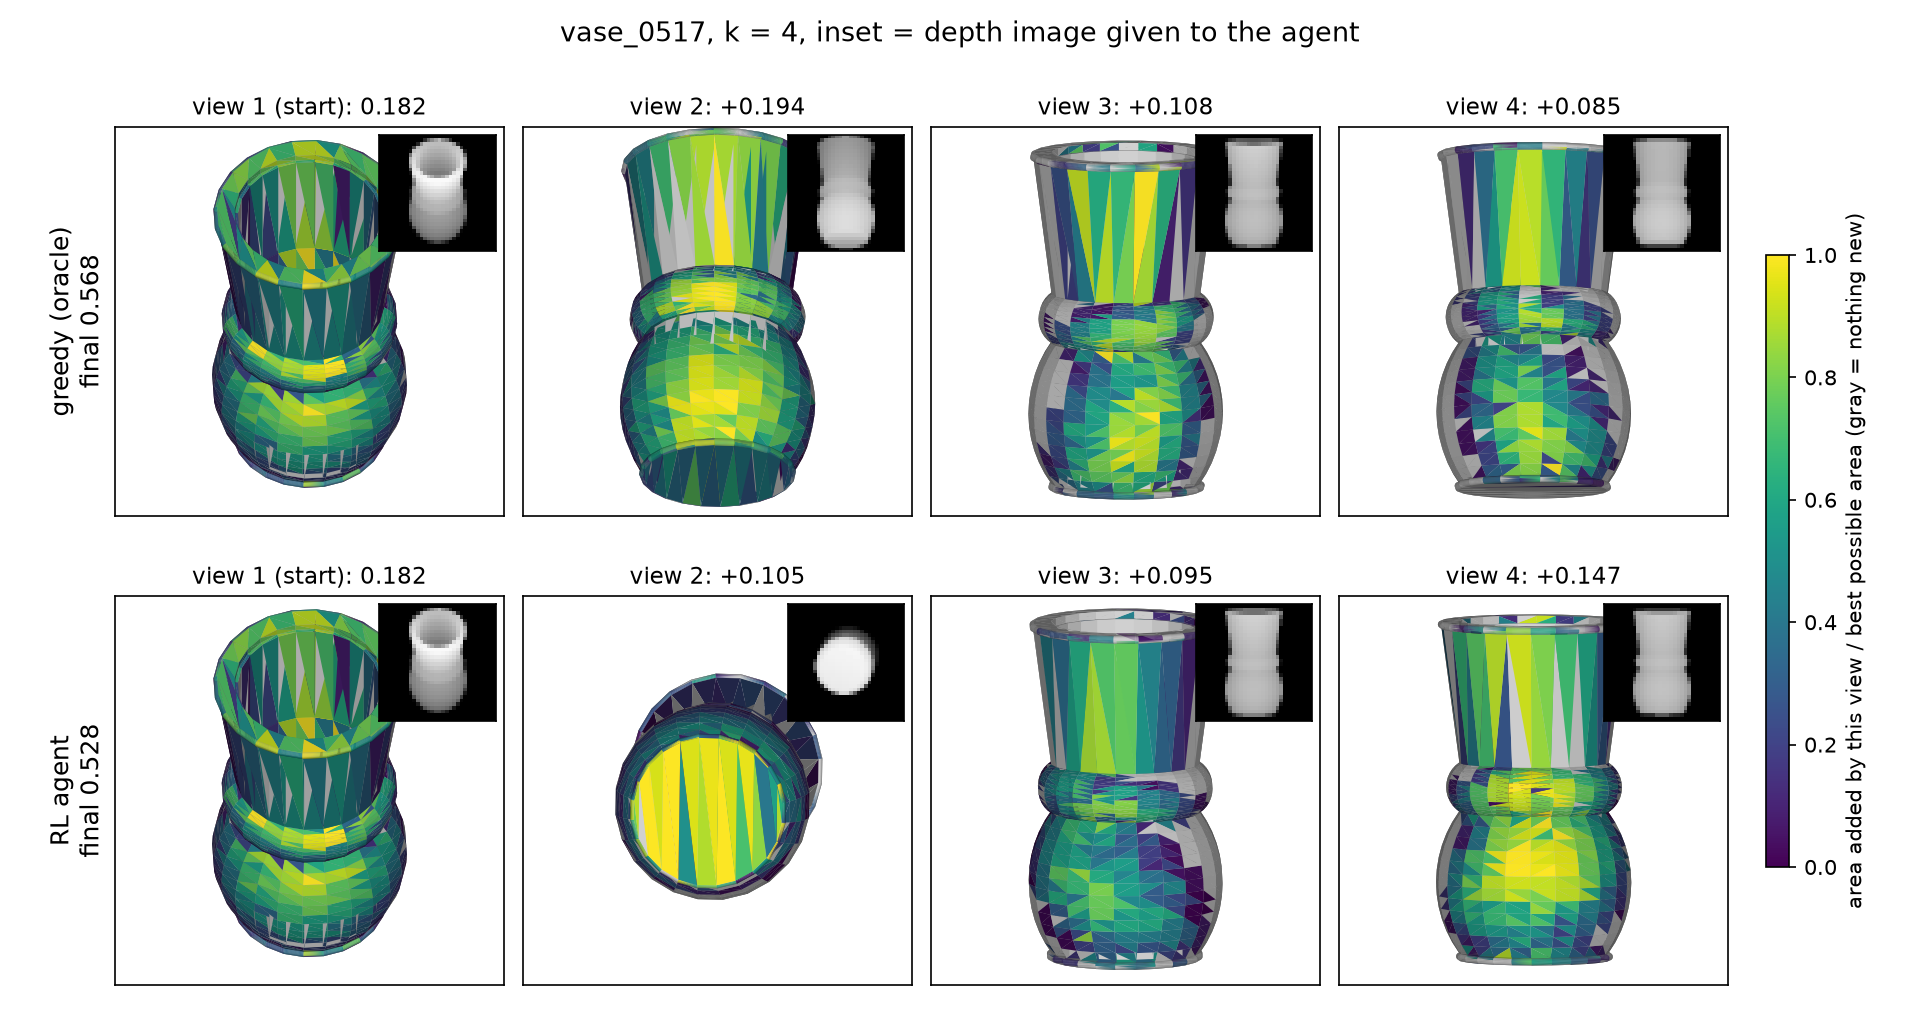 vase_0517, k = 4, inset = depth image given to the agent
view 1 (start): 0.182
view 2: +0.194
view 3: +0.108
view 4: +0.085
greedy (oracle)
final 0.568
view 1 (start): 0.182
view 2: +0.105
view 3: +0.095
view 4: +0.147
RL agent
final 0.528
1.0
0.8
0.6
0.4
0.2
0.0
area added by this view / best possible area (gray = nothing new)